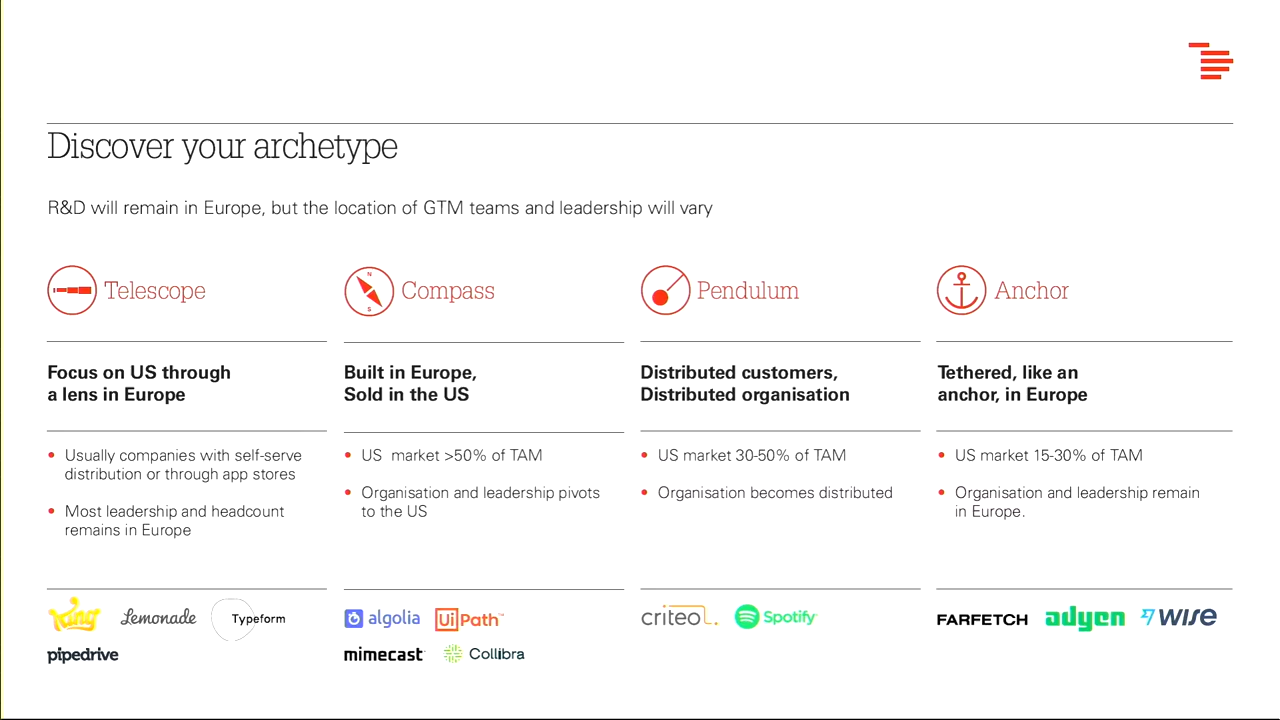 Discover your archetype
R&D will remain in Europe, but the location of GTM teams and leadership will vary
Telescope
Focus on US through
a lens in Europe
• Usually companies with self-serve
distribution or through app stores
• Most leadership and headcount
remains in Europe
King Lemonade Typeform
pipedrive
N
S
Compass
Built in Europe,
Sold in the US
• US  market >50% of TAM
• Organisation and leadership pivots
to the US
algolia UiPath™
mimecast Collibra
Pendulum
Distributed customers,
Distributed organisation
• US market 30-50% of TAM
• Organisation becomes distributed
criteo. Spotify
Anchor
Tethered, like an
anchor, in Europe
• US market 15-30% of TAM
• Organisation and leadership remain
in Europe.
FARFETCH adyen WISE